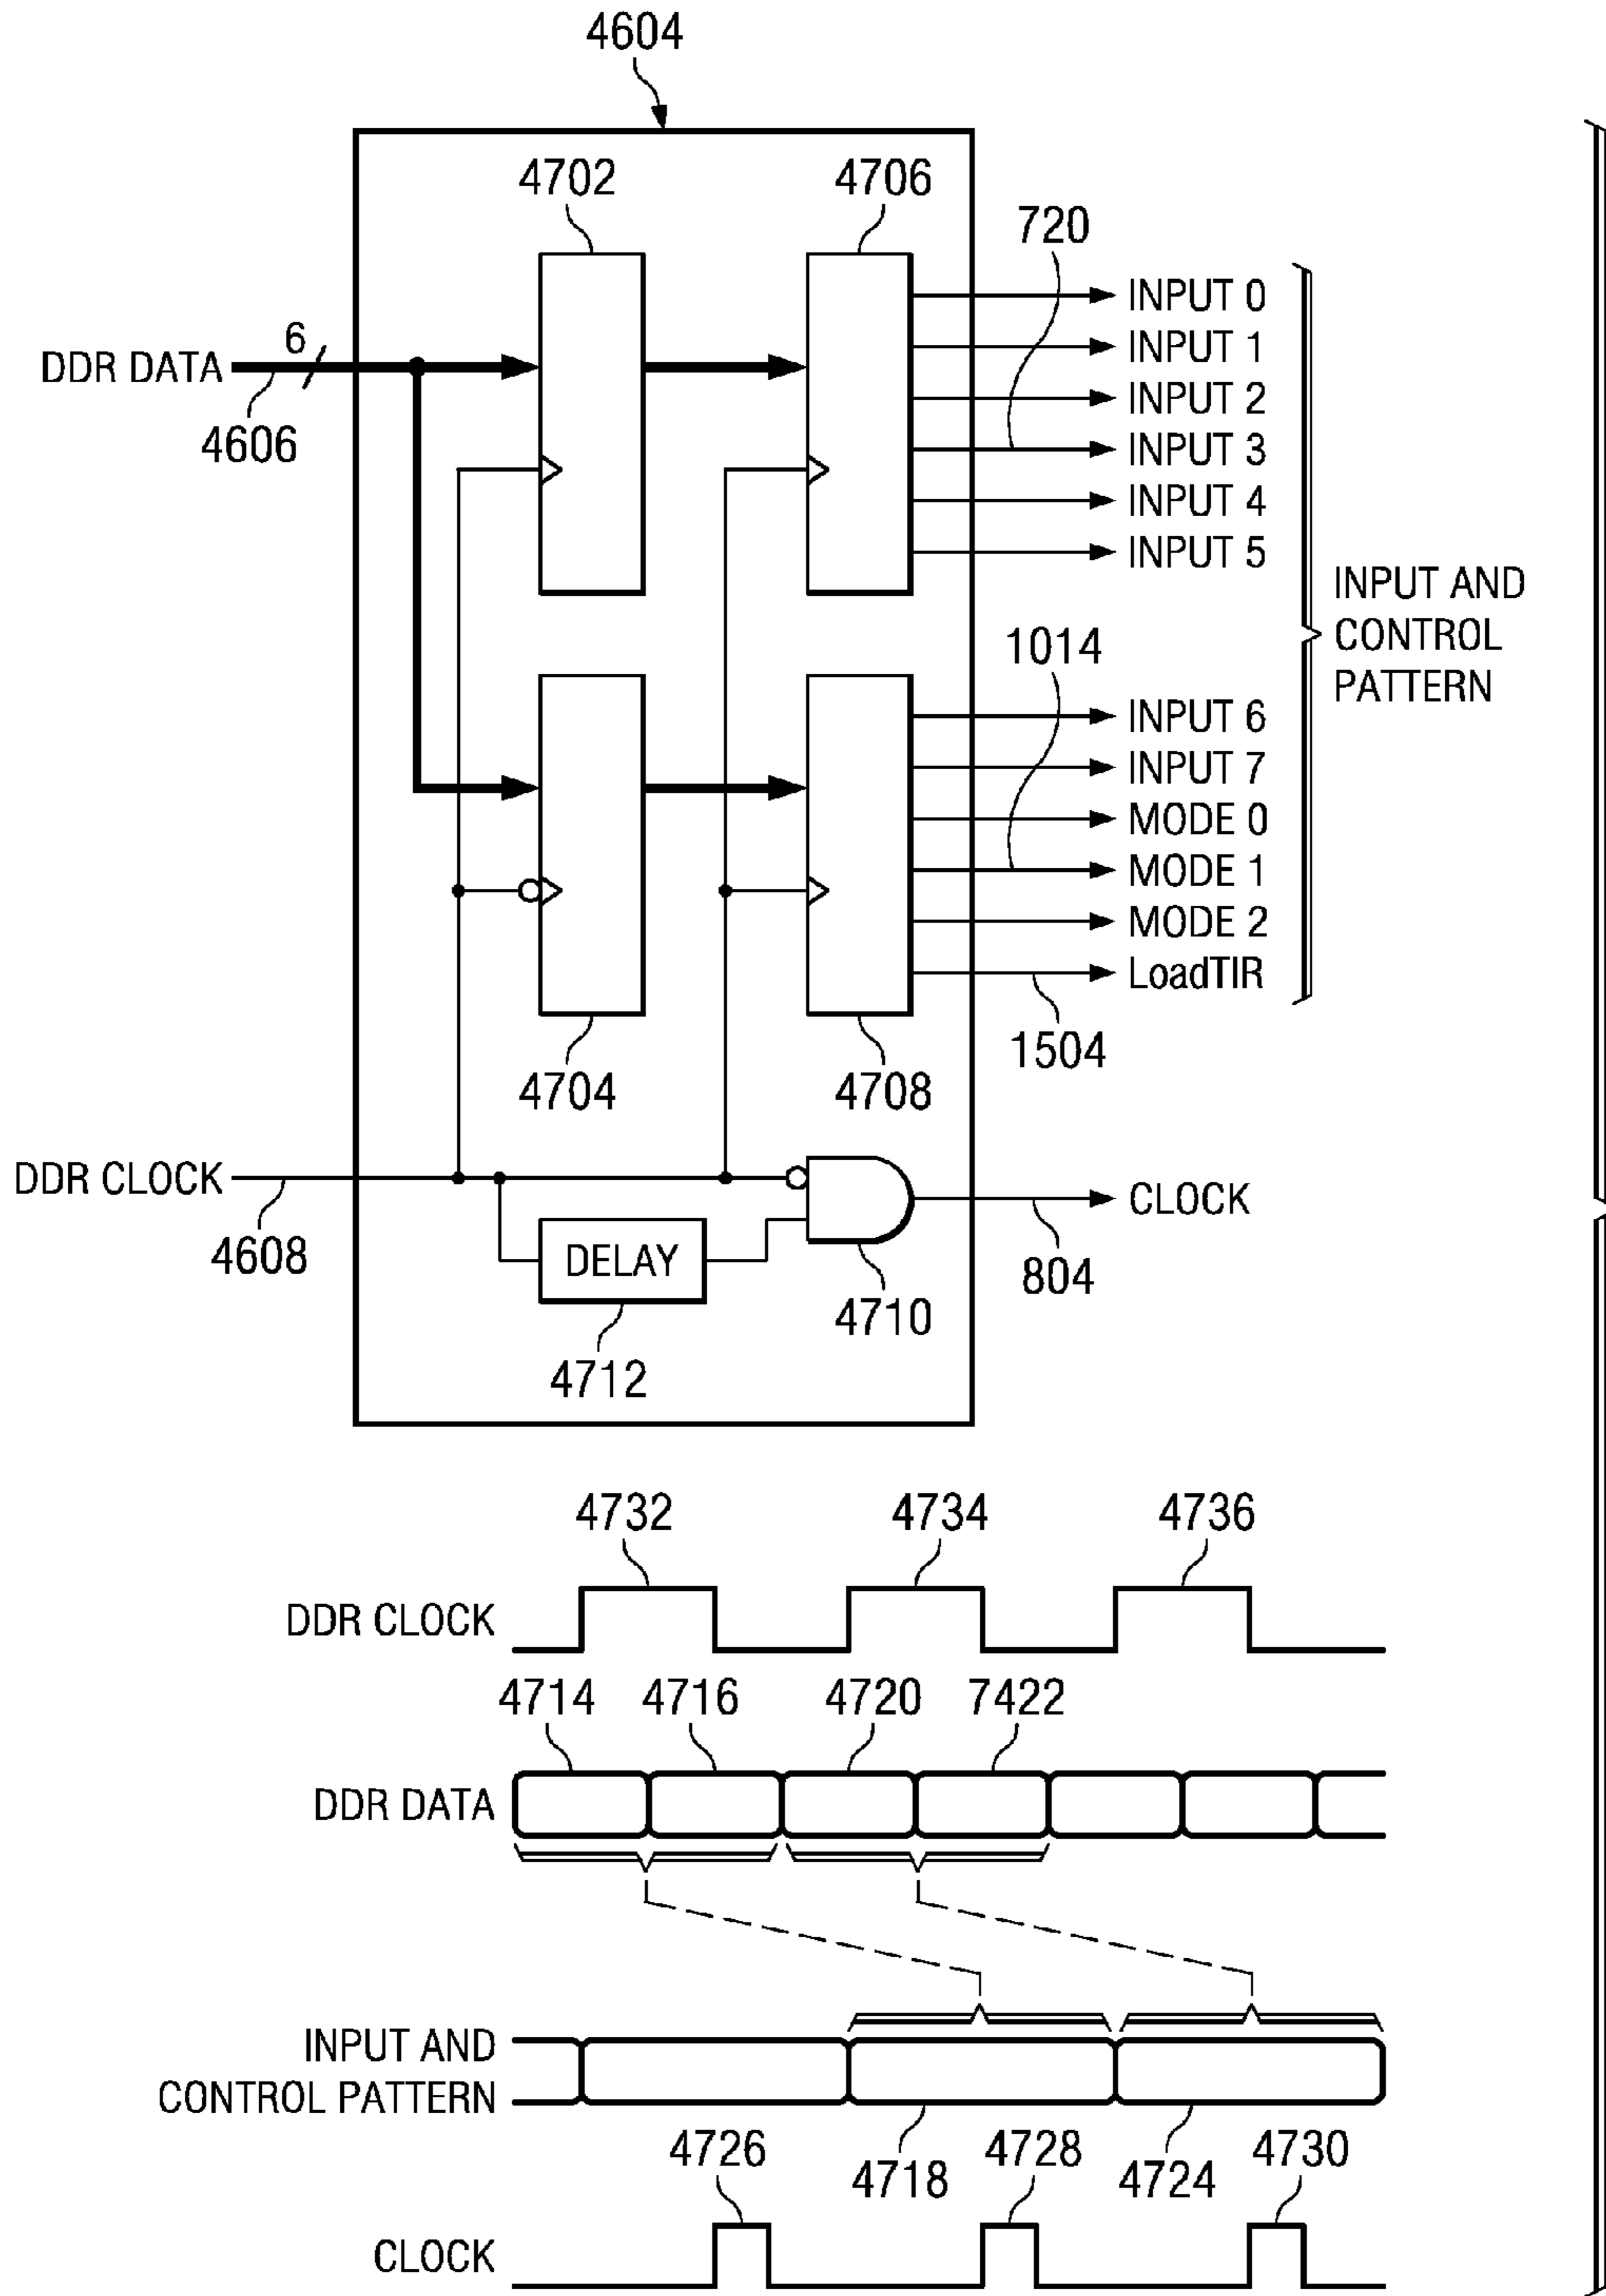 4604
4702
4706
720
INPUT 0
INPUT 1
INPUT 2
INPUT 3
INPUT 4
INPUT 5
6
DDR DATA
4606
INPUT AND
CONTROL
PATTERN
1014
INPUT 6
INPUT 7
MODE 0
MODE 1
MODE 2
LoadTIR
1504
4704
4708
DDR CLOCK
4608
DELAY
CLOCK
804
4710
4712
4732
4734
4736
DDR CLOCK
4714
4716
4720
7422
DDR DATA
INPUT AND
CONTROL PATTERN
4726
4718
4728
4724
4730
CLOCK